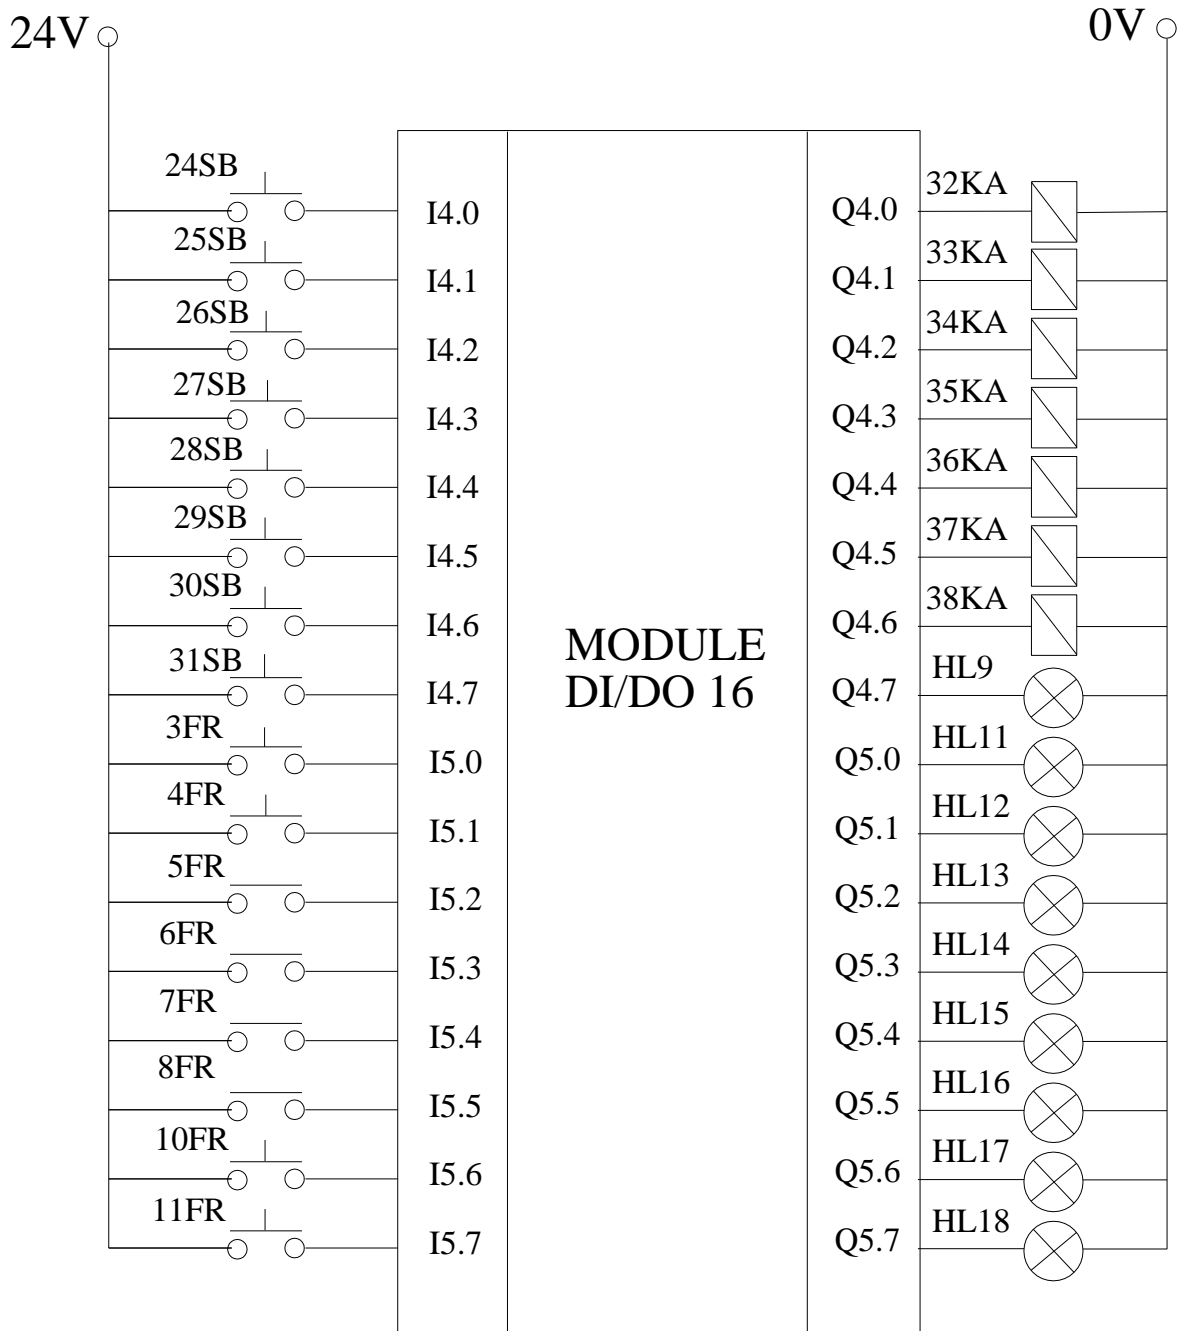 24V
0V
24SB
I4.0
Q4.0
32KA
25SB
I4.1
Q4.1
33KA
26SB
I4.2
Q4.2
34KA
27SB
I4.3
Q4.3
35KA
28SB
I4.4
Q4.4
36KA
29SB
I4.5
Q4.5
37KA
30SB
I4.6
Q4.6
38KA
MODULE
DI/DO 16
31SB
I4.7
Q4.7
HL9
3FR
I5.0
Q5.0
HL11
4FR
I5.1
Q5.1
HL12
5FR
I5.2
Q5.2
HL13
6FR
I5.3
Q5.3
HL14
7FR
I5.4
Q5.4
HL15
8FR
I5.5
Q5.5
HL16
10FR
I5.6
Q5.6
HL17
11FR
I5.7
Q5.7
HL18